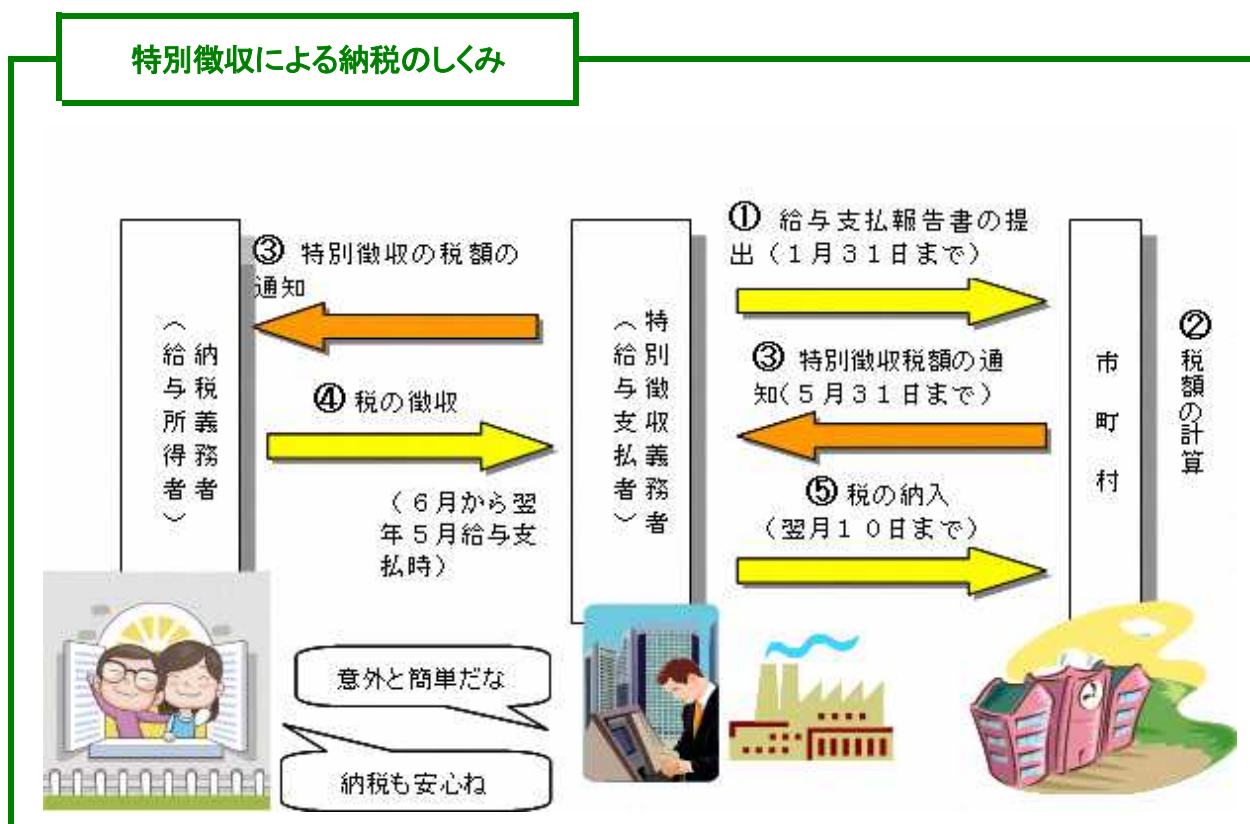 特別徴収による納税のしくみ
① 給与支払報告書の提
出（１月３１日まで）
③ 特別徴収の税額の
通知
納税義務者
（給与所得者）
特別徴収義務者
（給与支払者）
市町村
② 税額の計算
③ 特別徴収税額の通
知(５月３１日まで）
④ 税の徴収
（６月から翌
年５月給与支
払時）
⑤ 税の納入
（翌月１０日まで）
意外と簡単だな
納税も安心ね